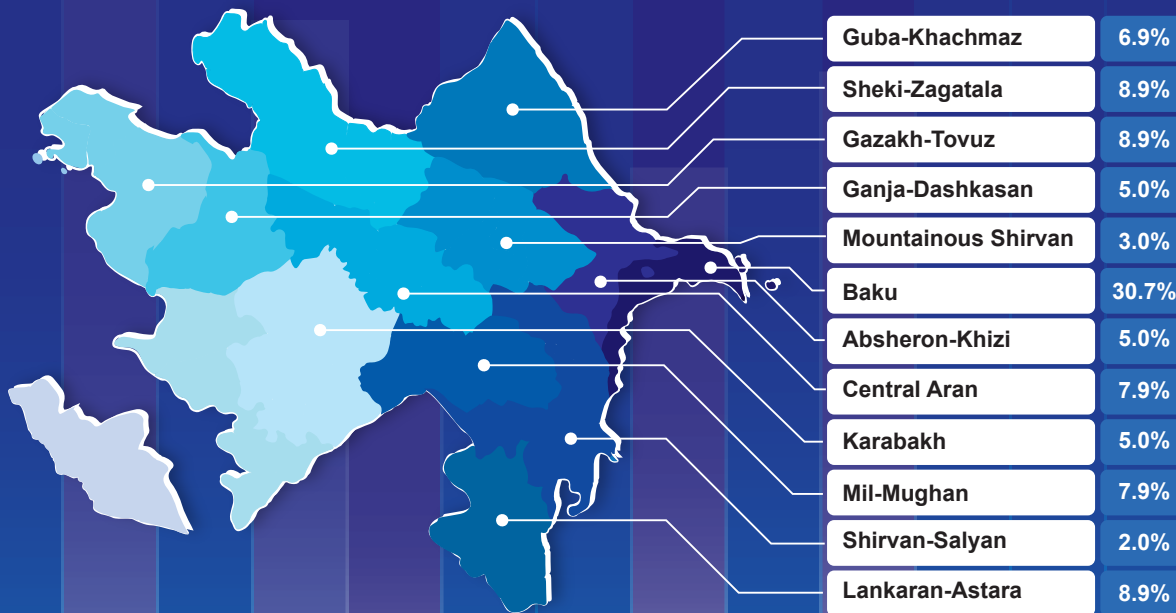 Guba-Khachmaz 6.9%
Sheki-Zagatala 8.9%
Gazakh-Tovuz 8.9%
Ganja-Dashkasan 5.0%
Mountainous Shirvan 3.0%
Baku 30.7%
Absheron-Khizi 5.0%
Central Aran 7.9%
Karabakh 5.0%
Mil-Mughan 7.9%
Shirvan-Salyan 2.0%
Lankaran-Astara 8.9%